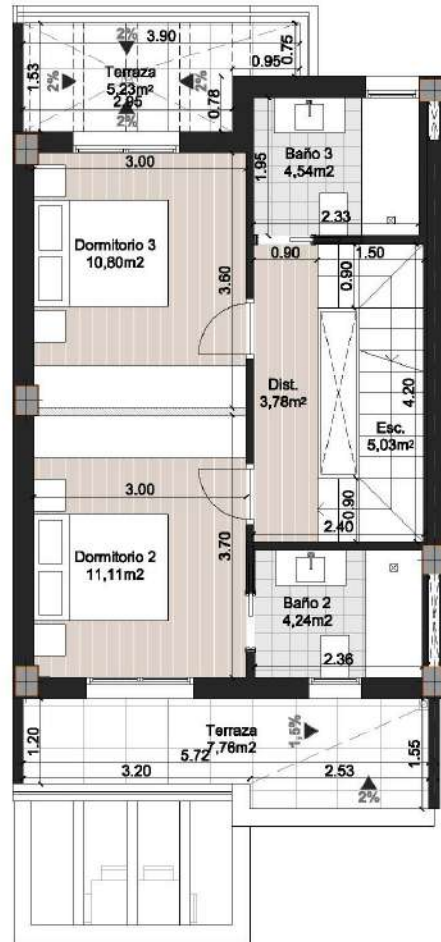 3.90
0.75
0.95
1.53
2%
2%
2%
Terraza
5,23m²
2.95
2%
0.78
3.00
Baño 3
4,54m2
1.95
2.33
Dormitorio 3
10,80m2
3.60
0.90
1.50
0.90
Dist.
3,78m²
4.20
Esc.
5,03m²
3.00
0.90
2.40
Dormitorio 2
11,11m2
3.70
Baño 2
4,24m2
2.36
1.20
Terraza
7,76m²
5.72
1,5%
1.55
3.20
2.53
2%